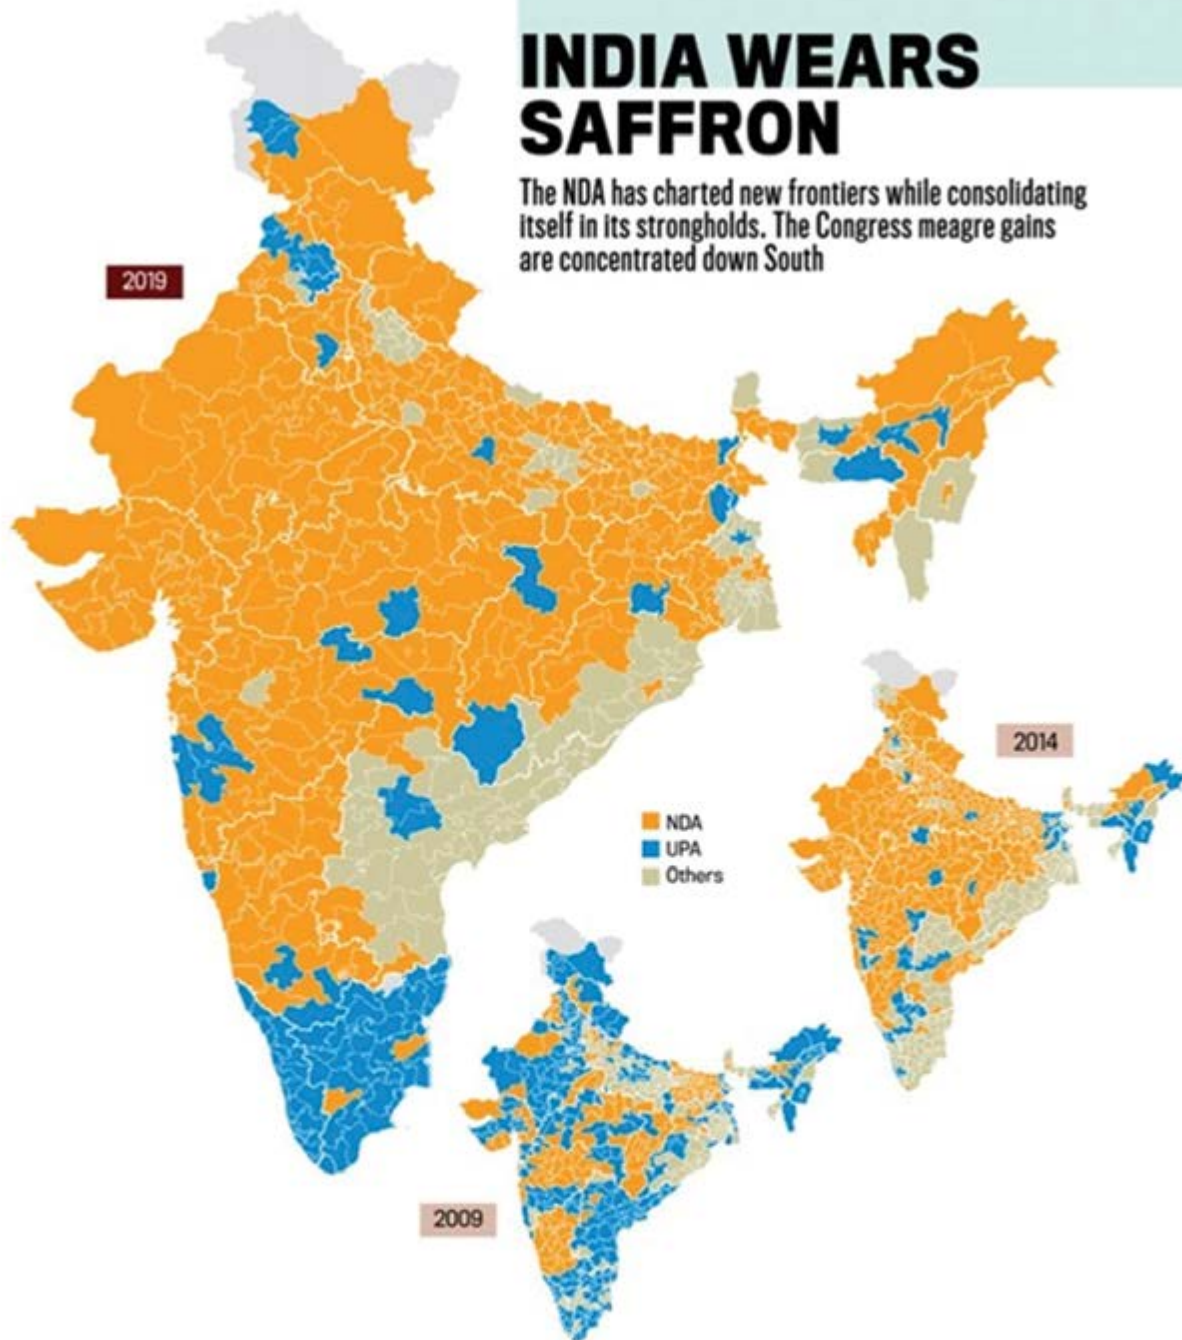 INDIA WEARS
SAFFRON
The NDA has charted new frontiers while consolidating
itself in its strongholds. The Congress meagre gains
are concentrated down South
2019
2014
NDA
UPA
Others
2009